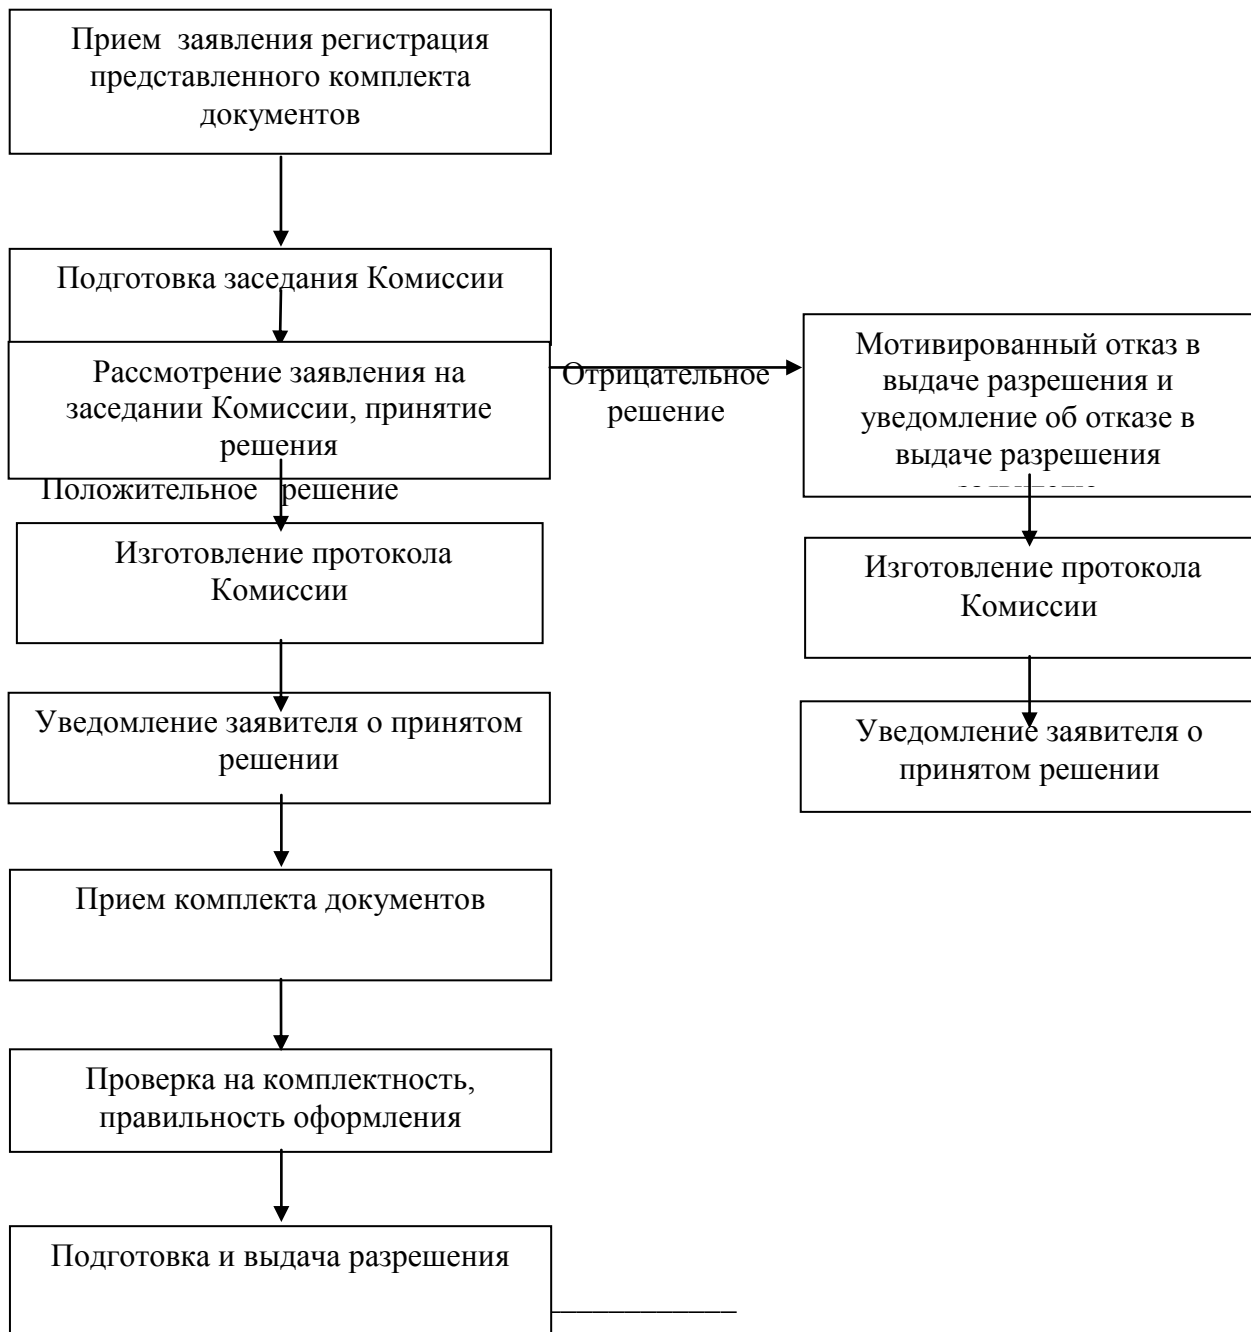 Прием  заявления регистрация
представленного комплекта
документов
Подготовка заседания Комиссии
Рассмотрение заявления на
заседании Комиссии, принятие
решения
Отрицательное
решение
Мотивированный отказ в
выдаче разрешения и
уведомление об отказе в
выдаче разрешения
Положительное   решение
Изготовление протокола
Комиссии
Изготовление протокола
Комиссии
Уведомление заявителя о принятом
решении
Уведомление заявителя о
принятом решении
Прием комплекта документов
Проверка на комплектность,
правильность оформления
Подготовка и выдача разрешения